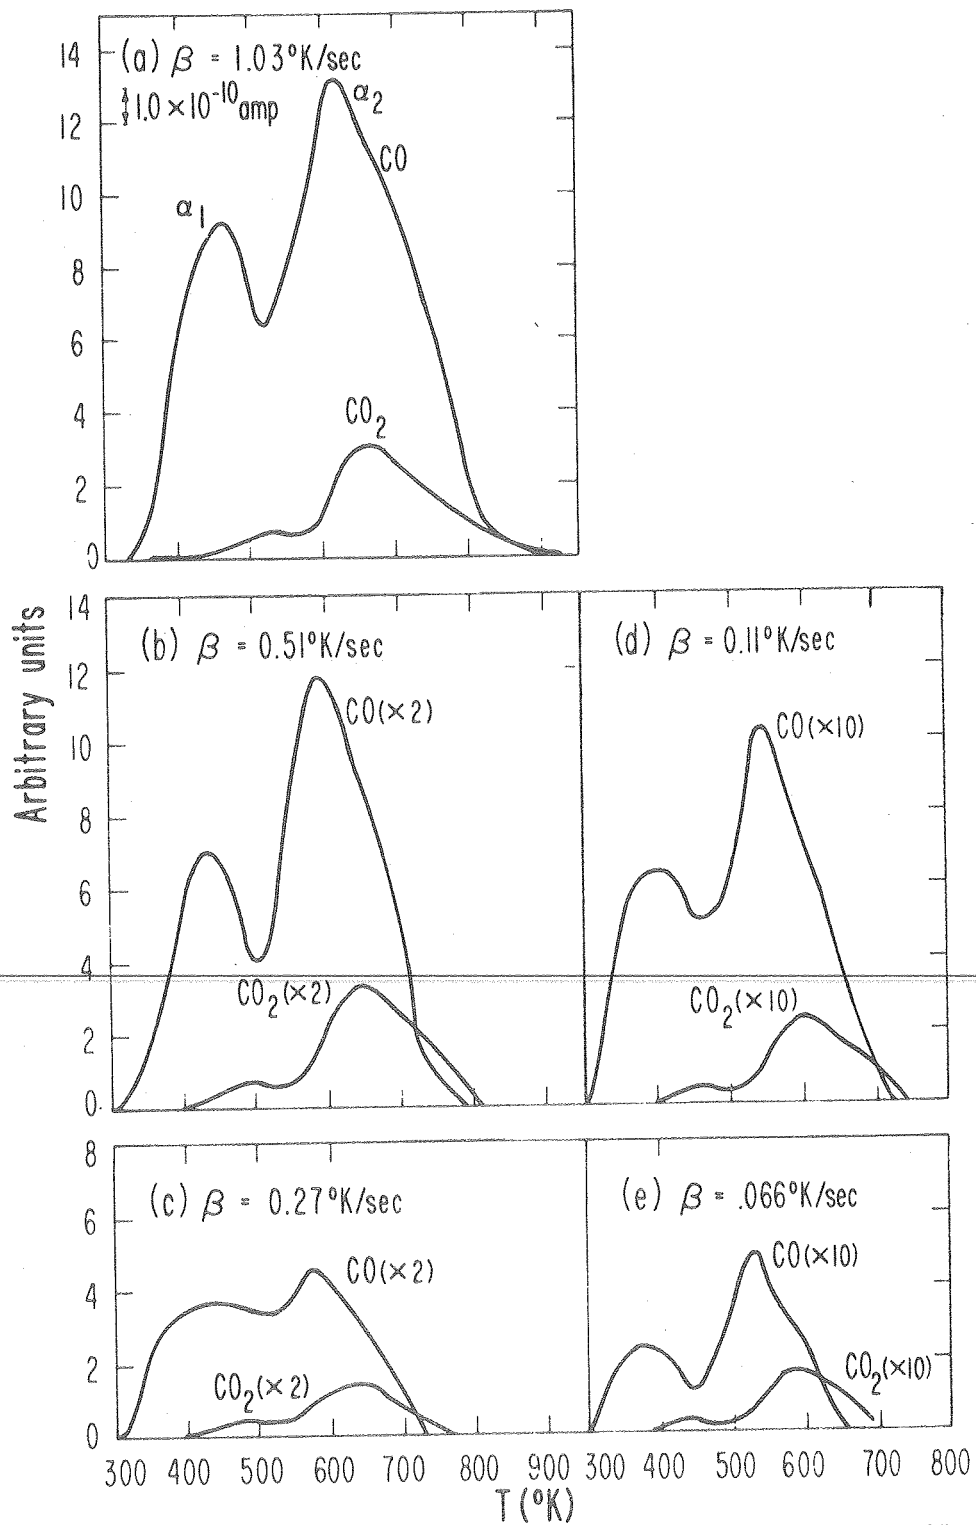 14
12
10
8
6
4
2
0
(a) β = 1.03°K/sec
1.0 × 10⁻¹⁰ amp
α₁
α₂
CO
CO₂
Arbitrary units
14
12
10
8
6
4
2
0
(b) β = 0.51°K/sec
CO(×2)
CO₂(×2)
(d) β = 0.11°K/sec
CO(×10)
CO₂(×10)
8
6
4
2
0
(c) β = 0.27°K/sec
CO(×2)
CO₂(×2)
(e) β = .066°K/sec
CO(×10)
CO₂(×10)
300 400 500 600 700 800 900 300 400 500 600 700 800
T (°K)